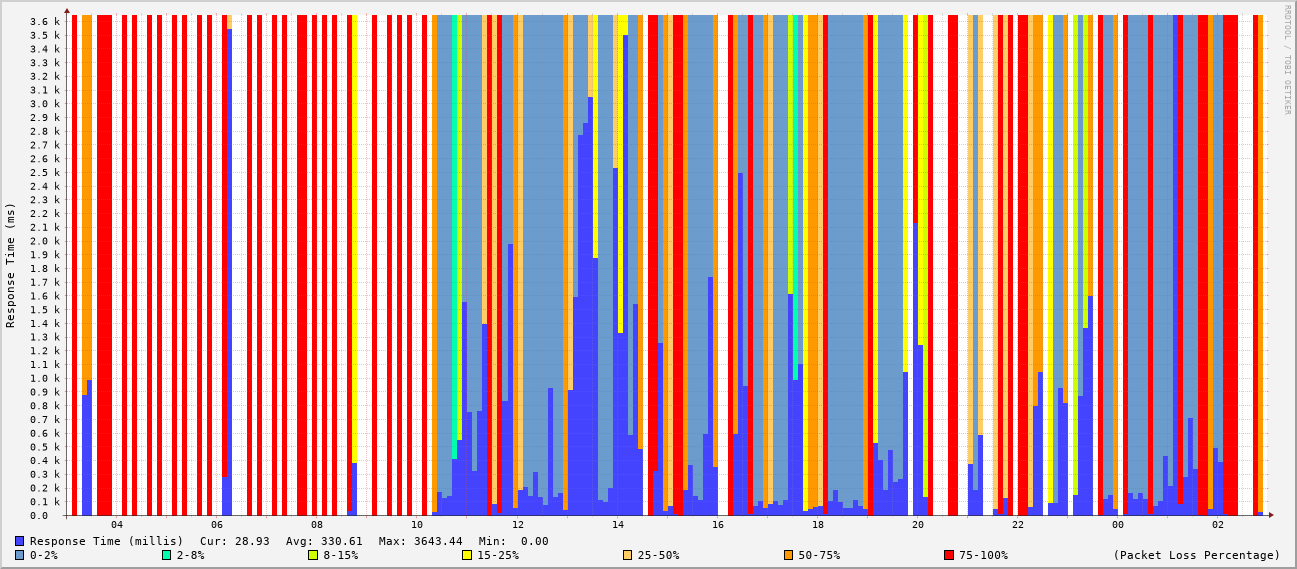 RRDTOOL / TOBI OETIKER
Response Time (ms)
3.6 k
3.5 k
3.4 k
3.3 k
3.2 k
3.1 k
3.0 k
2.9 k
2.8 k
2.7 k
2.6 k
2.5 k
2.4 k
2.3 k
2.2 k
2.1 k
2.0 k
1.9 k
1.8 k
1.7 k
1.6 k
1.5 k
1.4 k
1.3 k
1.2 k
1.1 k
1.0 k
0.9 k
0.8 k
0.7 k
0.6 k
0.5 k
0.4 k
0.3 k
0.2 k
0.1 k
0.0
04 06 08 10 12 14 16 18 20 22 00 02
Response Time (millis) Cur: 28.93 Avg: 330.61 Max: 3643.44 Min: 0.00
0-2% 2-8% 8-15% 15-25% 25-50% 50-75% 75-100% (Packet Loss Percentage)